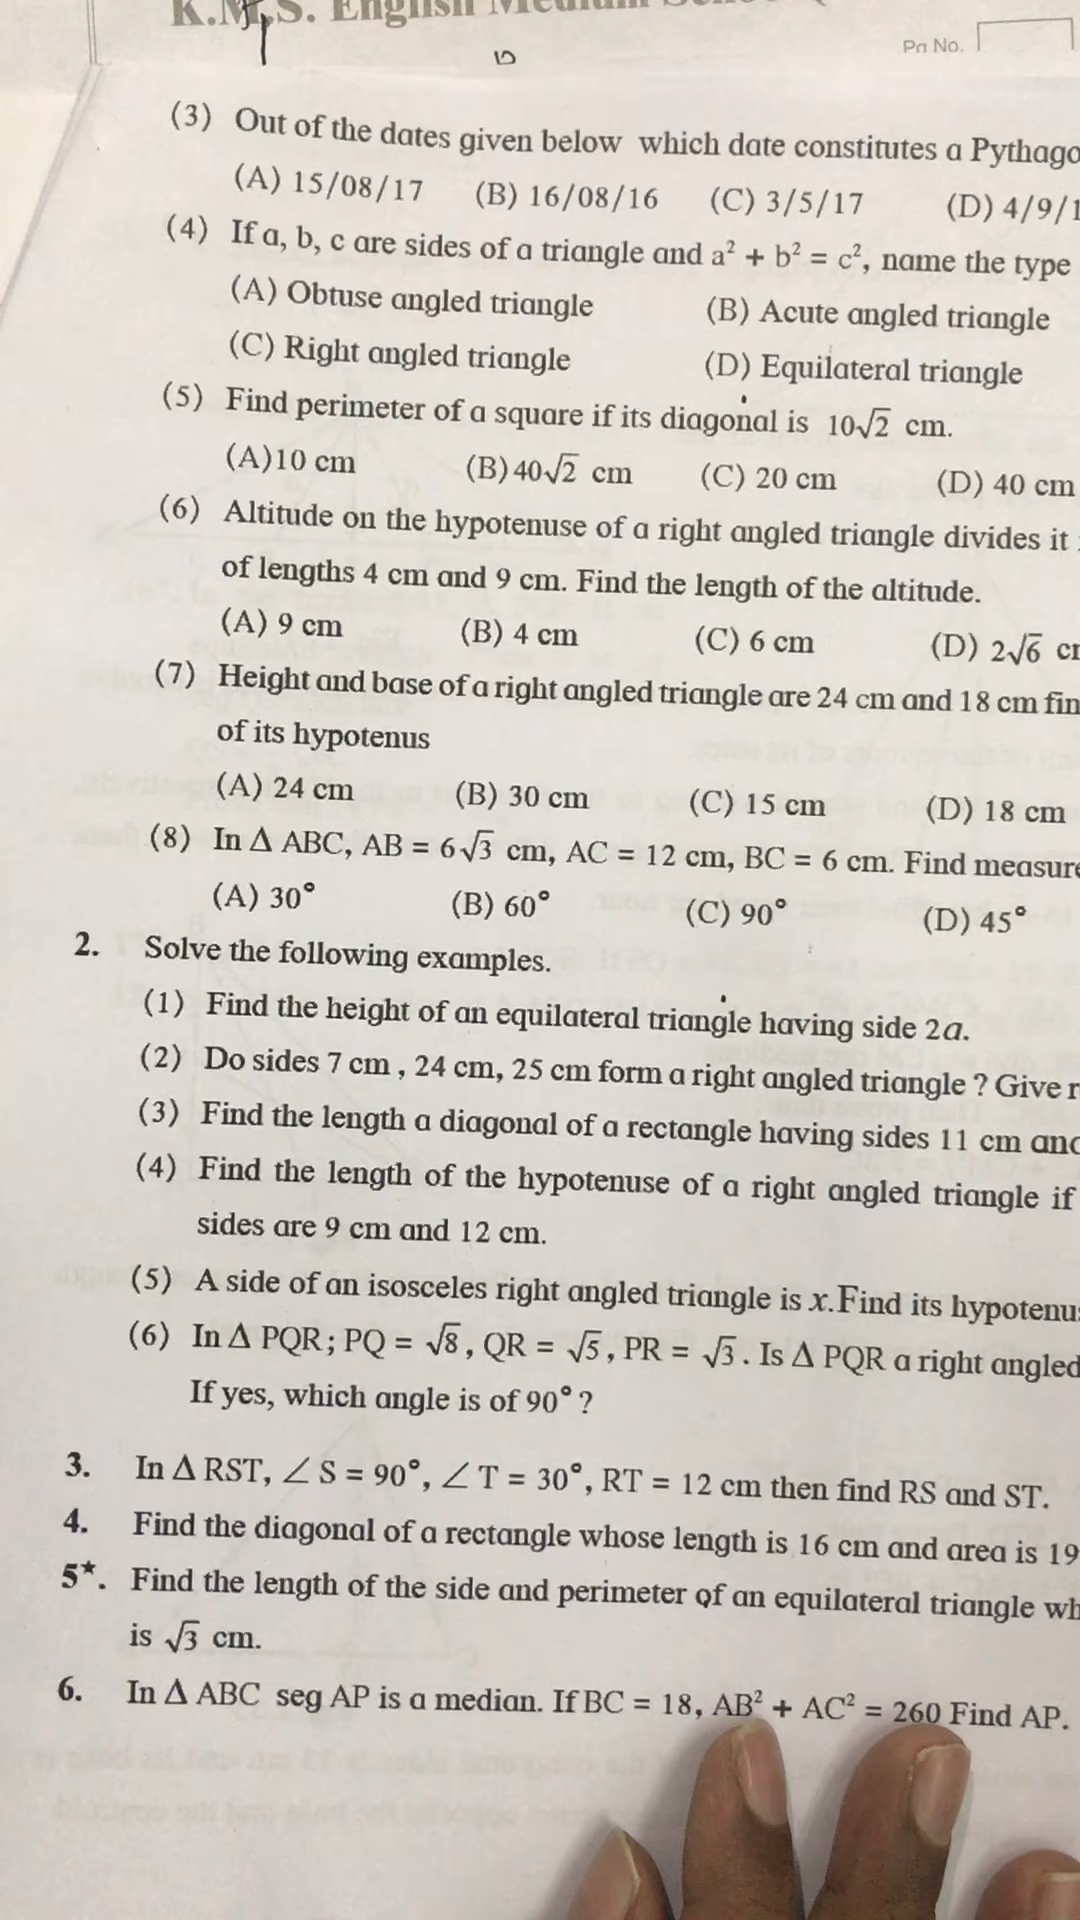 K.M.S. English Medium
Pa No.
(3) Out of the dates given below which date constitutes a Pythago
(A) 15/08/17 (B) 16/08/16 (C) 3/5/17 (D) 4/9/1
(4) If a, b, c are sides of a triangle and a² + b² = c², name the type
(A) Obtuse angled triangle (B) Acute angled triangle
(C) Right angled triangle (D) Equilateral triangle
(5) Find perimeter of a square if its diagonal is 10√2 cm.
(A)10 cm (B) 40√2 cm (C) 20 cm (D) 40 cm
(6) Altitude on the hypotenuse of a right angled triangle divides it
of lengths 4 cm and 9 cm. Find the length of the altitude.
(A) 9 cm (B) 4 cm (C) 6 cm (D) 2√6 cm
(7) Height and base of a right angled triangle are 24 cm and 18 cm fin
of its hypotenus
(A) 24 cm (B) 30 cm (C) 15 cm (D) 18 cm
(8) In Δ ABC, AB = 6√3 cm, AC = 12 cm, BC = 6 cm. Find measure
(A) 30° (B) 60° (C) 90° (D) 45°
2. Solve the following examples.
(1) Find the height of an equilateral triangle having side 2a.
(2) Do sides 7 cm , 24 cm, 25 cm form a right angled triangle ? Give r
(3) Find the length a diagonal of a rectangle having sides 11 cm and
(4) Find the length of the hypotenuse of a right angled triangle if
sides are 9 cm and 12 cm.
(5) A side of an isosceles right angled triangle is x. Find its hypotenus
(6) In Δ PQR ; PQ = √8 , QR = √5 , PR = √3 . Is Δ PQR a right angled
If yes, which angle is of 90° ?
3. In Δ RST, ∠S = 90°, ∠T = 30°, RT = 12 cm then find RS and ST.
4. Find the diagonal of a rectangle whose length is 16 cm and area is 19
5★. Find the length of the side and perimeter of an equilateral triangle wh
is √3 cm.
6. In Δ ABC seg AP is a median. If BC = 18, AB² + AC² = 260 Find AP.